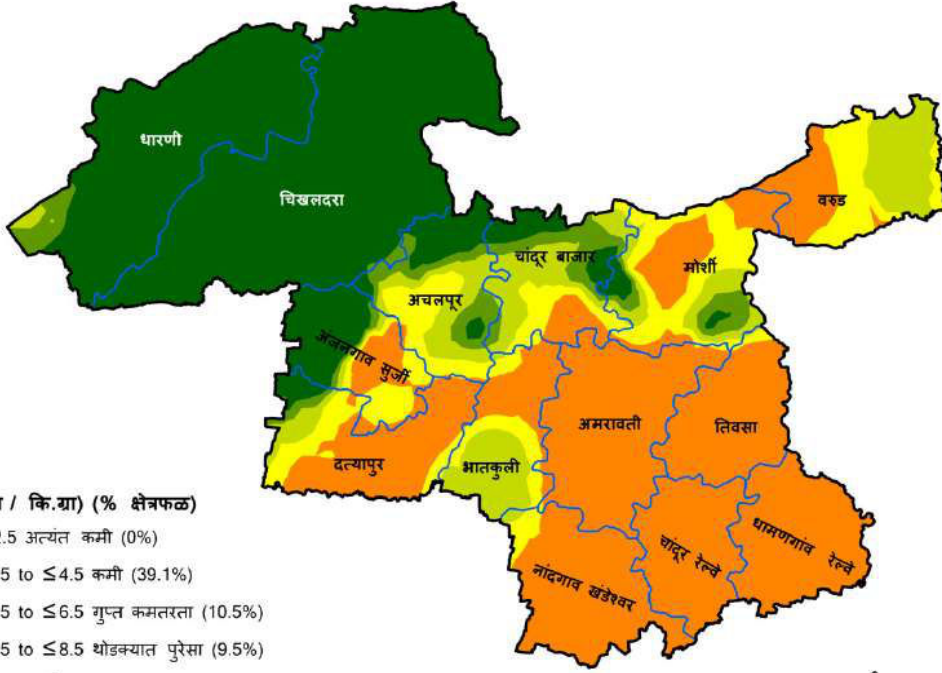 धारणी
चिखलदरा
वरुड
चांदूर बाजार
मोर्शी
अचलपूर
अंजनगाव सुर्जी
अमरावती
तिवसा
दत्यापुर
भातकुली
/ कि.ग्रा) (% क्षेत्रफळ)
.5 अत्यंत कमी (0%)
5 to ≤4.5 कमी (39.1%)
5 to ≤6.5 गुप्त कमतरता (10.5%)
5 to ≤8.5 थोडक्यात पुरेसा (9.5%)
नांदगाव खंडेश्वर
चांदूर रेल्वे
धामणगांव रेल्वे